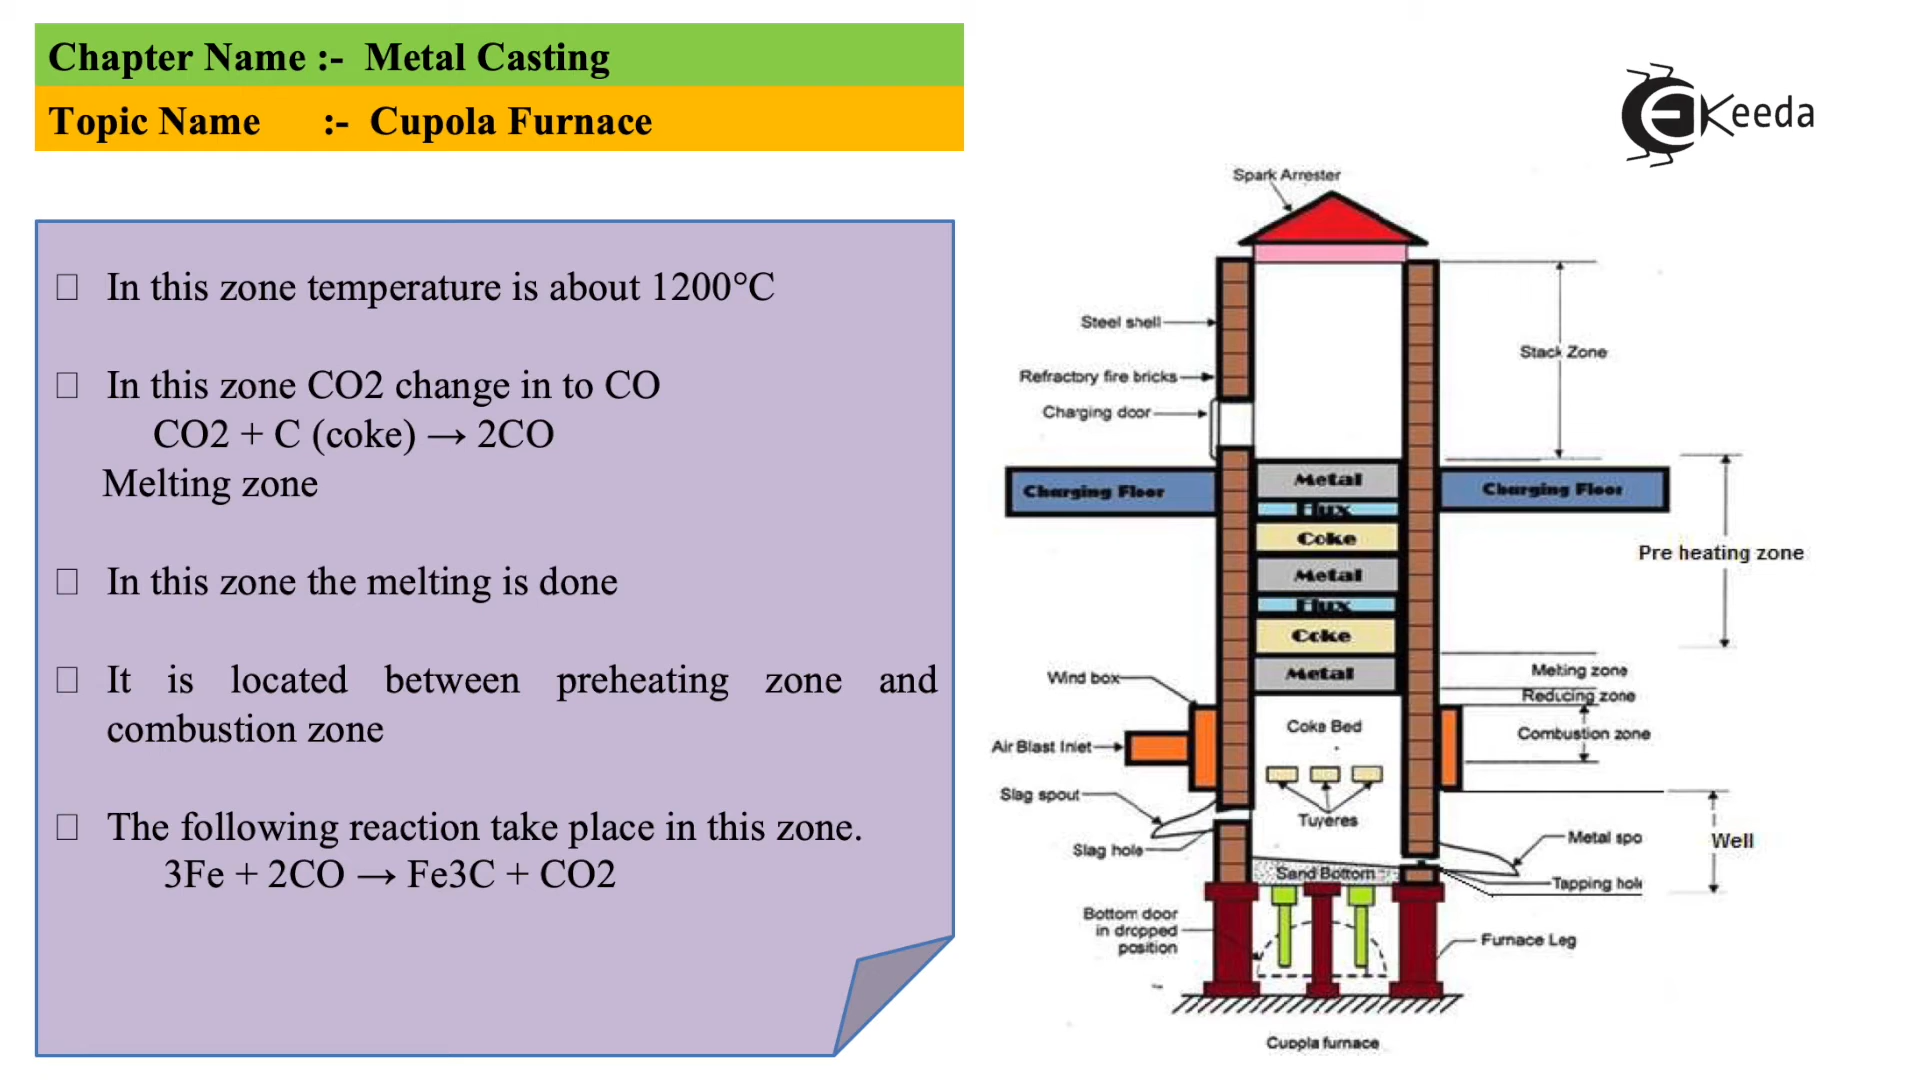 Chapter Name :- Metal Casting
Topic Name :- Cupola Furnace
Keeda
In this zone temperature is about 1200°C
In this zone CO2 change in to CO
CO2 + C (coke) → 2CO
Melting zone
In this zone the melting is done
It is located between preheating zone and
combustion zone
The following reaction take place in this zone.
3Fe + 2CO → Fe3C + CO2
Spark Arrester
Steel shell
Stack Zone
Refractory fire bricks
Charging door
Charging Floor
Metal
Charging Floor
Flux
Coke
Pre heating zone
Metal
Flux
Coke
Melting zone
Wind box
Metal
Reducing zone
Coke Bed
Combustion zone
Air Blast Inlet
Slag spout
Tuyeres
Metal spo
Well
Slag hole
Sand Bottom
Tapping hole
Bottom door
in dropped
position
Furnace Leg
Cupola furnace